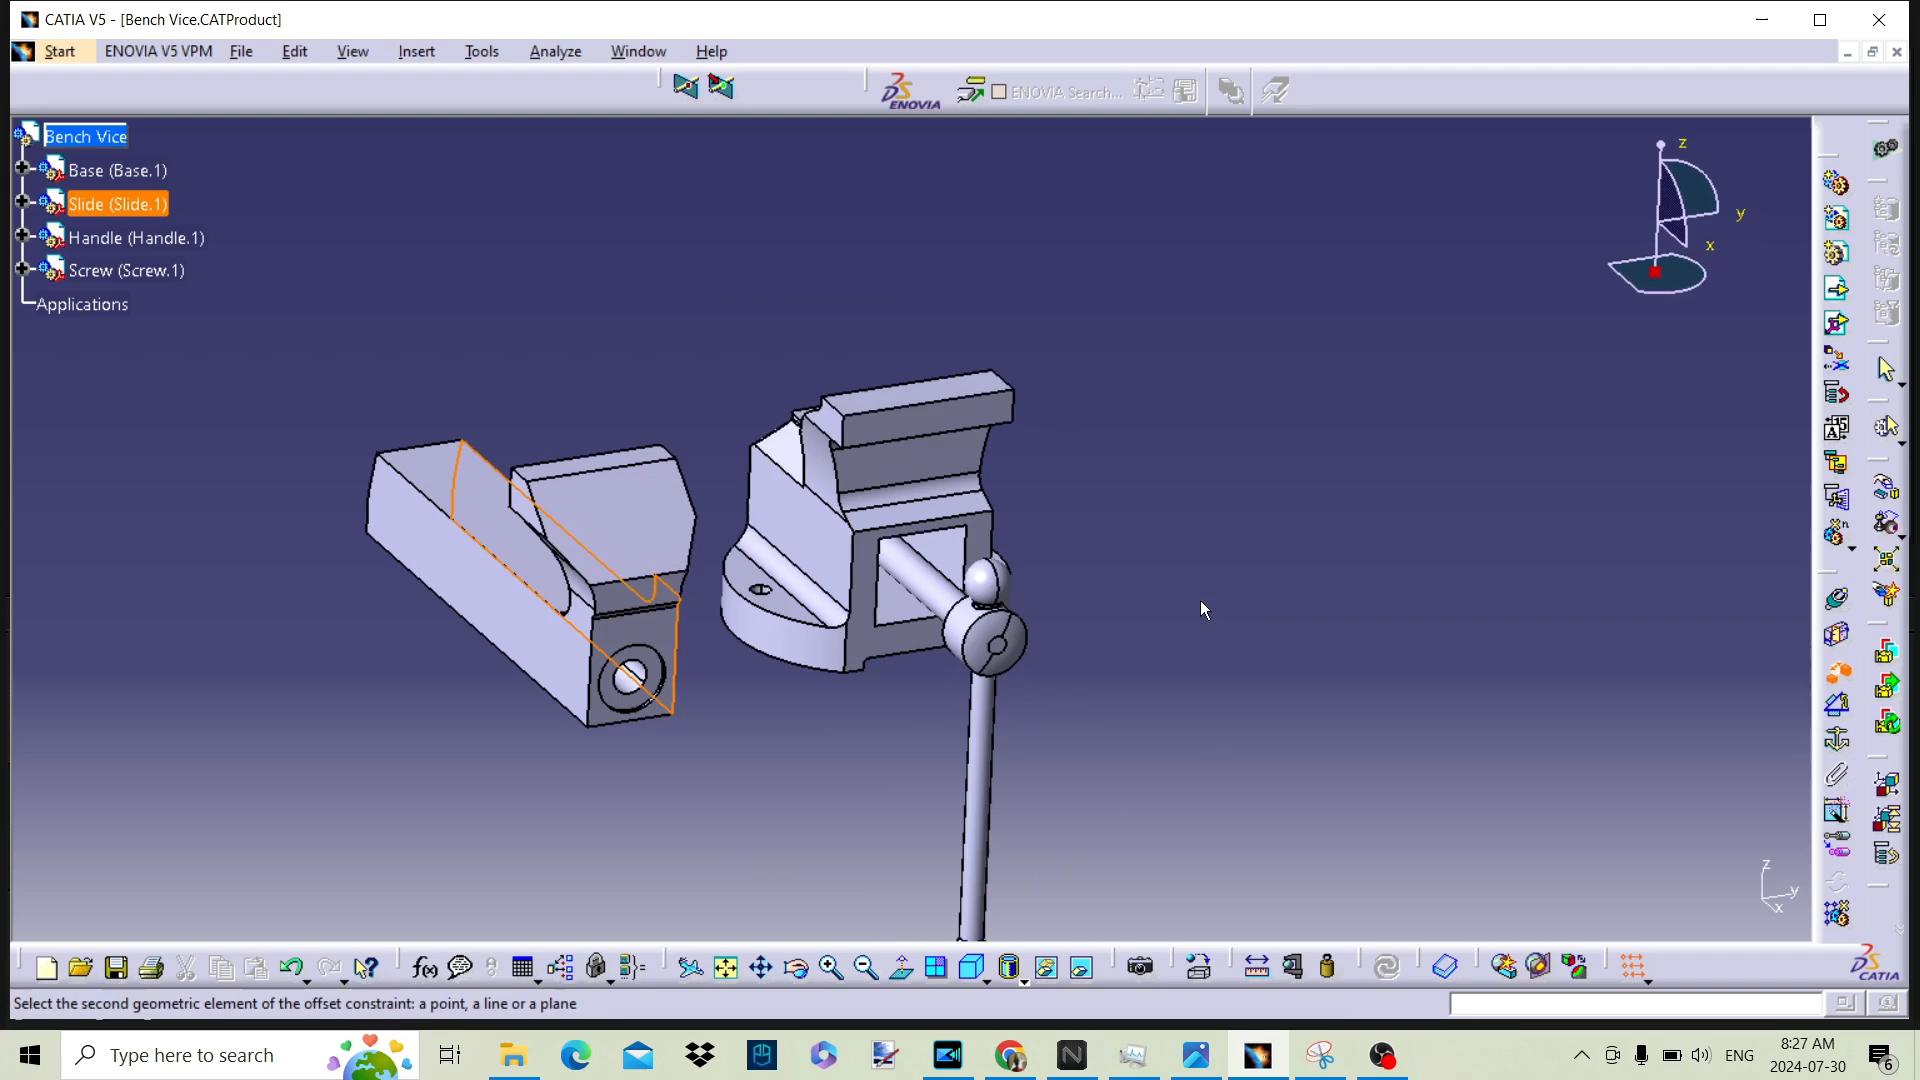 CATIA V5 - [Bench Vice.CATProduct]
Start ENOVIA V5 VPM File Edit View Insert Tools Analyze Window Help
DS ENOVIA ENOVIA Search...
Bench Vice
Base (Base.1)
Slide (Slide.1)
Handle (Handle.1)
Screw (Screw.1)
Applications
z
y
x
z
y
x
f(x)
DS CATIA
Select the second geometric element of the offset constraint: a point, a line or a plane
Type here to search
ENG
8:27 AM
2024-07-30
6